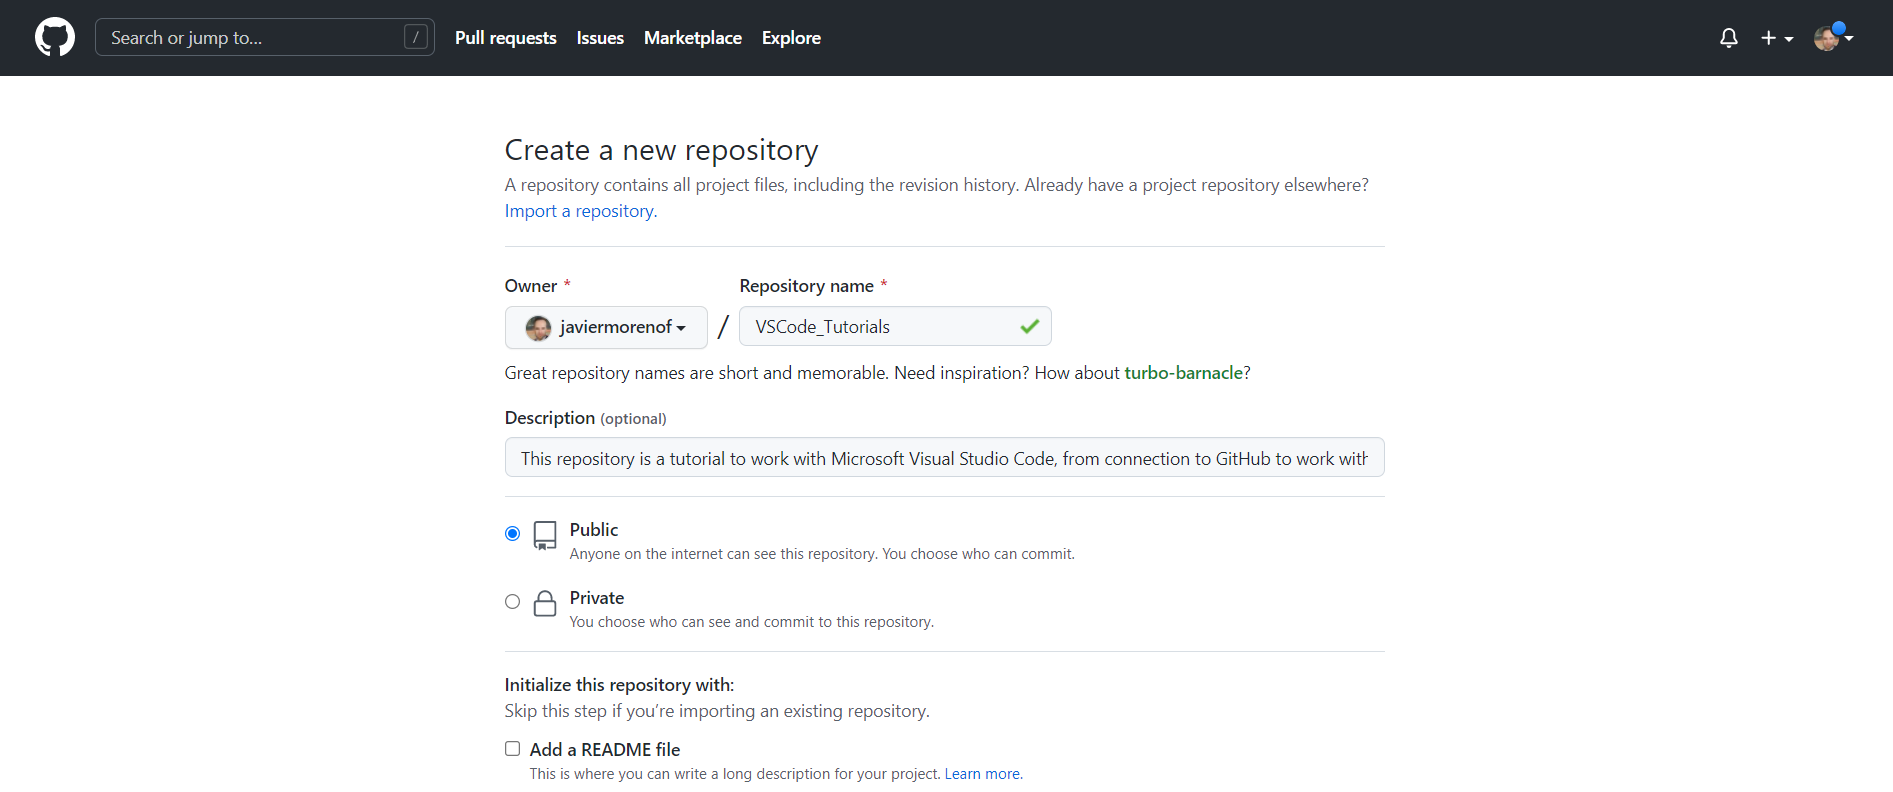 Search or jump to... /
Pull requests Issues Marketplace Explore
Create a new repository
A repository contains all project files, including the revision history. Already have a project repository elsewhere?
Import a repository.
Owner * Repository name *
javiermorenof / VSCode_Tutorials
Great repository names are short and memorable. Need inspiration? How about turbo-barnacle?
Description (optional)
This repository is a tutorial to work with Microsoft Visual Studio Code, from connection to GitHub to work with
Public
Anyone on the internet can see this repository. You choose who can commit.
Private
You choose who can see and commit to this repository.
Initialize this repository with:
Skip this step if you’re importing an existing repository.
Add a README file
This is where you can write a long description for your project. Learn more.